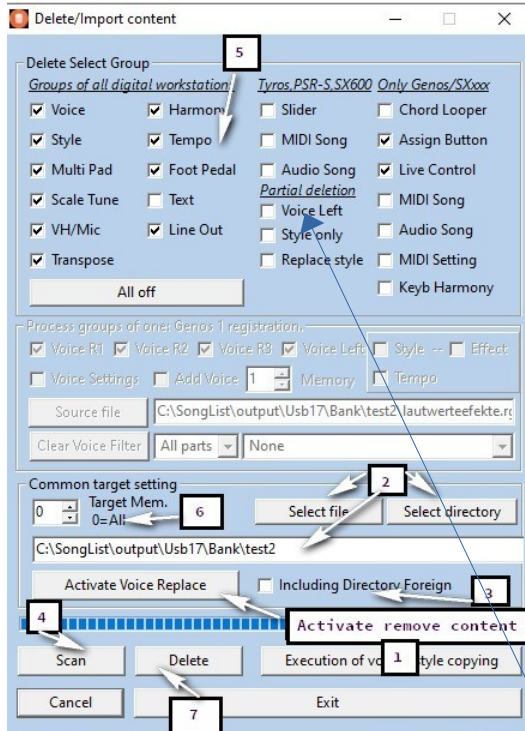 Delete/Import content
5
Delete Select Group
Groups of all digital workstation Tyros,PSR-S,SX600 Only Genos/SXxxx
Voice Harmony Slider Chord Looper
Style Tempo MIDI Song Assign Button
Multi Pad Foot Pedal Audio Song Live Control
Partial deletion
Scale Tune Text Voice Left MIDI Song
VH/Mic Line Out Style only Audio Song
Transpose Replace style MIDI Setting
All off Keyb Harmony
Process groups of one: Genos 1 registration.
Voice R1 Voice R2 Voice R3 Voice Left Style -- Effect
Voice Settings Add Voice 1 Memory Tempo
Source file C:\SongList\output\Usb17\Bank\test2\lautwerteefekte.rg
Clear Voice Filter All parts None
Common target setting
0 Target Mem.
0=All 6 2 Select file Select directory
C:\SongList\output\Usb17\Bank\test2
Activate Voice Replace Including Directory Foreign 3
4 Activate remove content
Scan Delete Execution of 1 style copying
Cancel 7 Exit